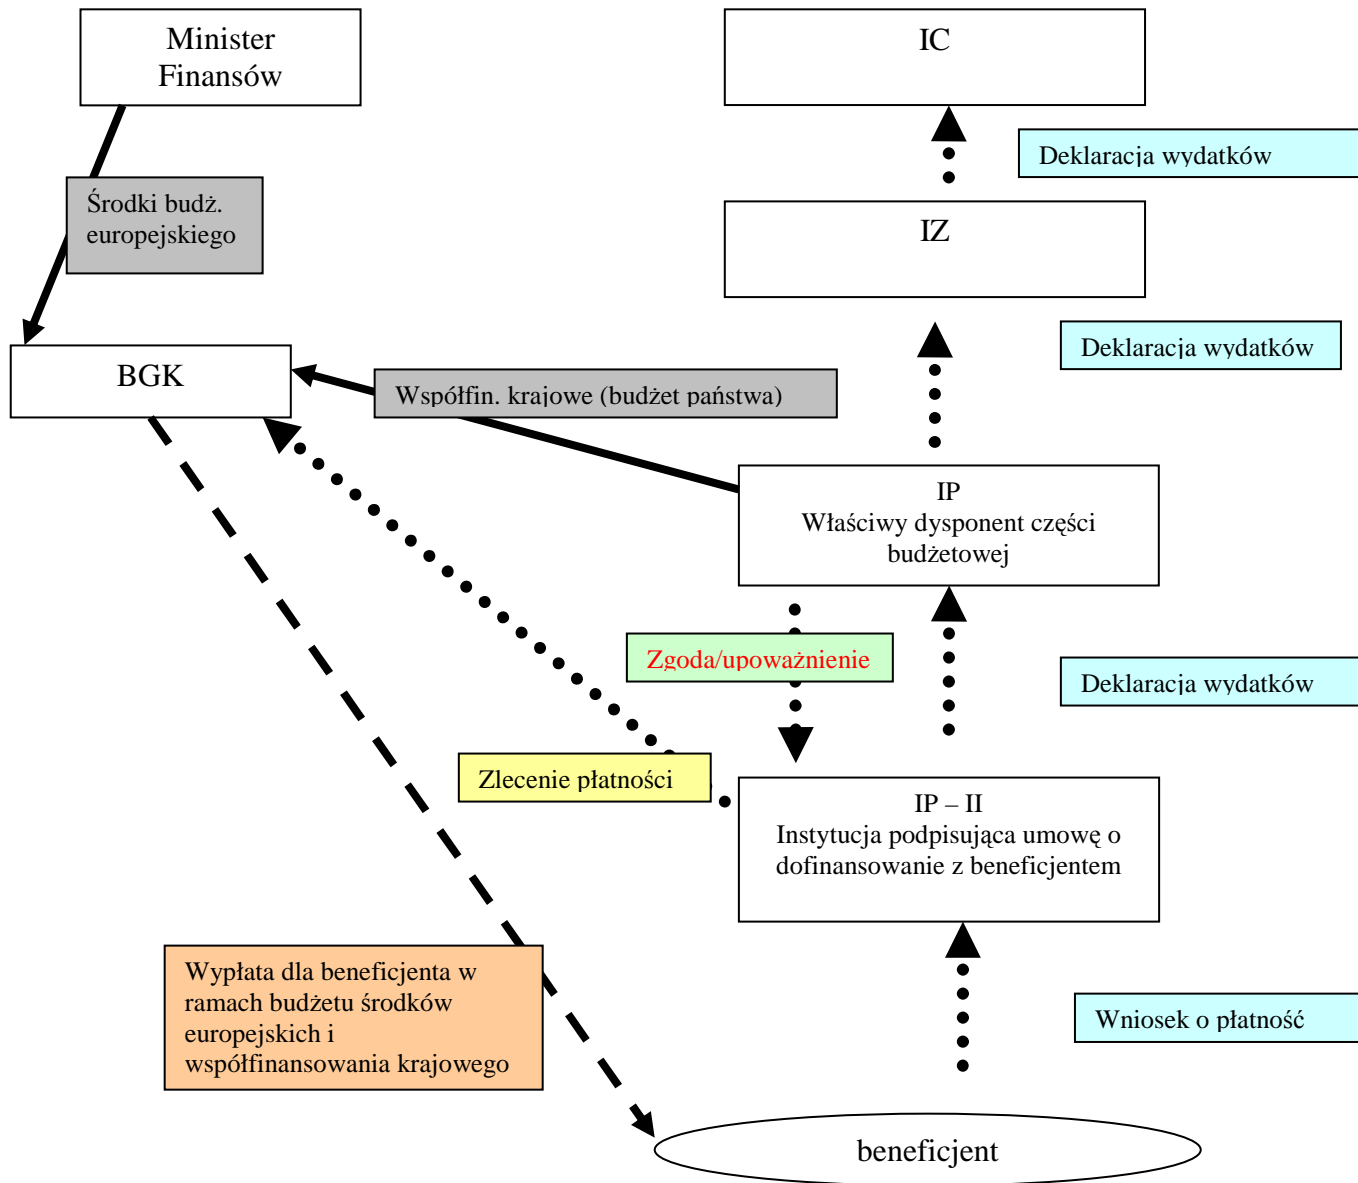 Minister
Finansów
IC
Deklaracja wydatków
Środki budż.
europejskiego
IZ
Deklaracja wydatków
BGK
Współfin. krajowe (budżet państwa)
IP
Właściwy dysponent części
budżetowej
Zgoda/upoważnienie
Deklaracja wydatków
Zlecenie płatności
IP – II
Instytucja podpisująca umowę o
dofinansowanie z beneficjentem
Wypłata dla beneficjenta w
ramach budżetu środków
europejskich i
współfinansowania krajowego
Wniosek o płatność
beneficjent